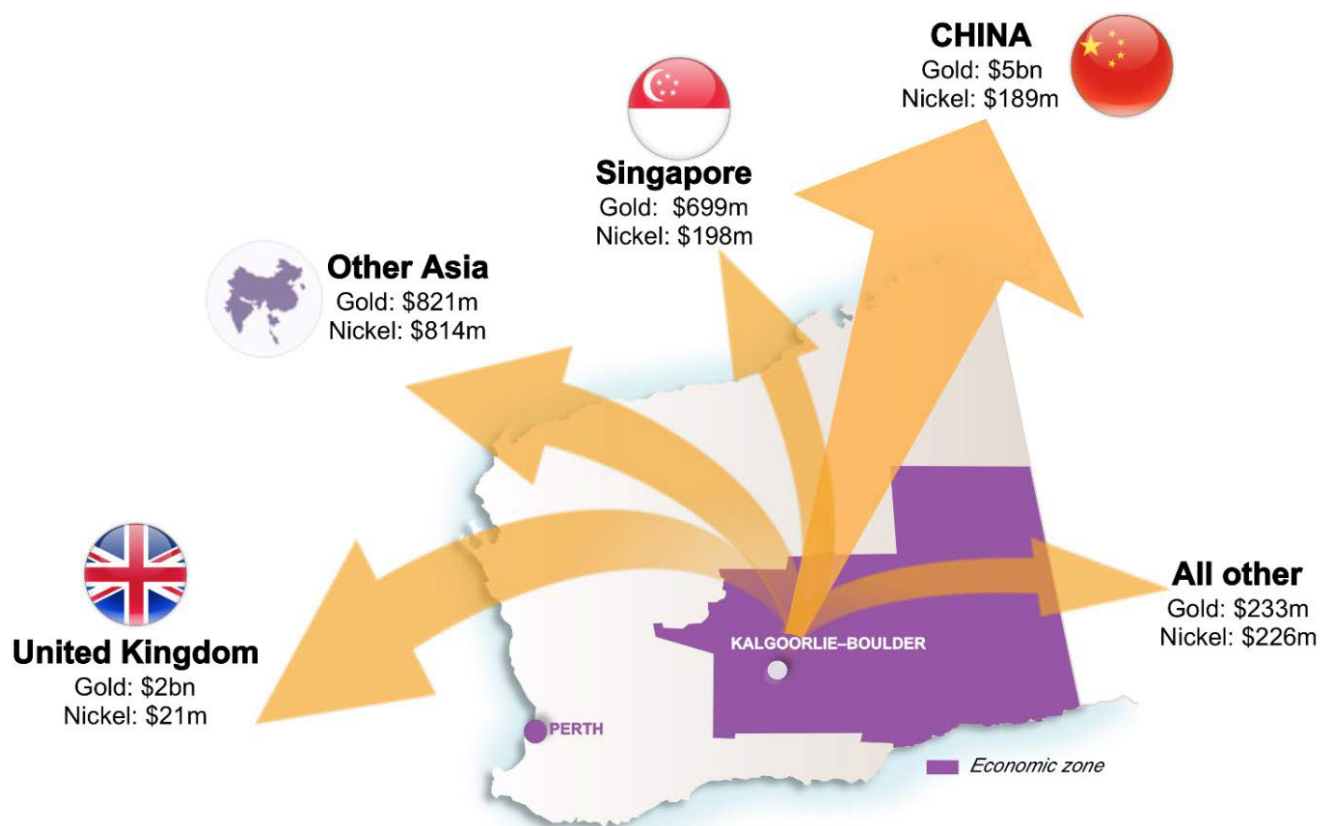 CHINA
Gold: $5bn
Nickel: $189m
Singapore
Gold: $699m
Nickel: $198m
Other Asia
Gold: $821m
Nickel: $814m
United Kingdom
Gold: $2bn
Nickel: $21m
All other
Gold: $233m
Nickel: $226m
KALGOORLIE–BOULDER
PERTH
Economic zone